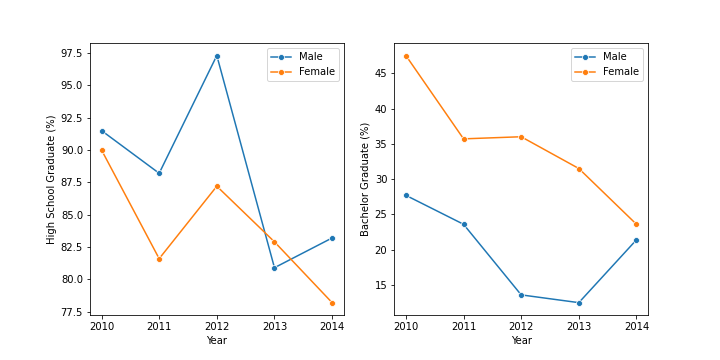 97.5
95.0
92.5
90.0
87.5
85.0
82.5
80.0
77.5
High School Graduate (%)
Male
Female
2010 2011 2012 2013 2014
Year
45
40
35
30
25
20
15
Bachelor Graduate (%)
Male
Female
2010 2011 2012 2013 2014
Year